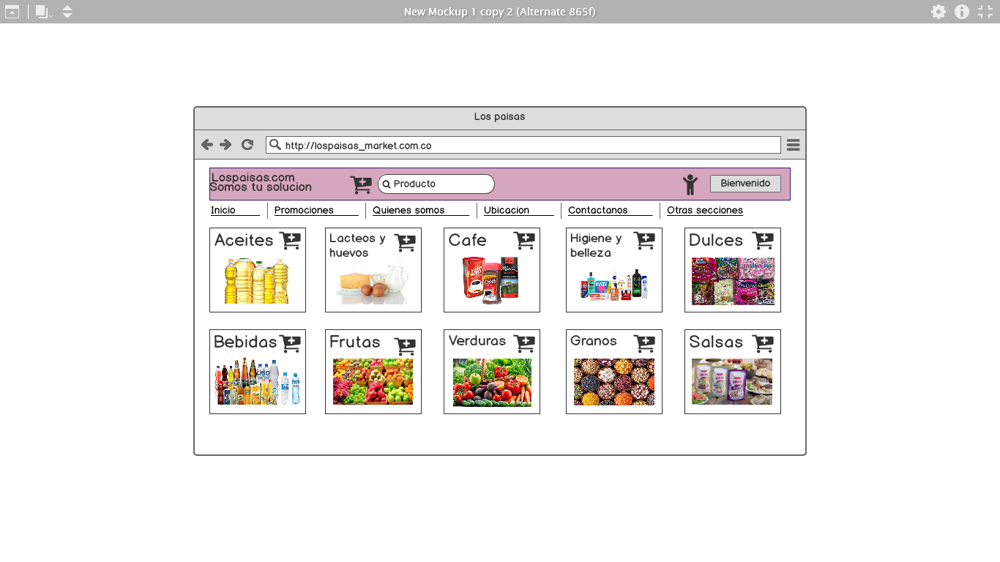 New Mockup 1 copy 2 (Alternate 865f)
Los paisas
http://lospaisas_market.com.co
Lospaisas.com
Somos tu solucion
Producto
Bienvenido
Inicio
Promociones
Quienes somos
Ubicacion
Contactanos
Otras secciones
Aceites
Lacteos y
huevos
Cafe
Higiene y
belleza
Dulces
Bebidas
Frutas
Verduras
Granos
Salsas